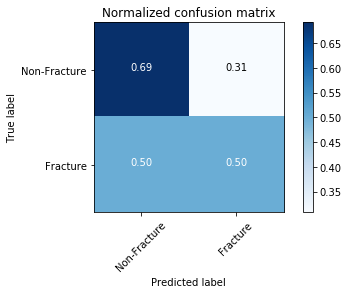 Normalized confusion matrix
True label
Non-Fracture
0.69
0.31
Fracture
0.50
0.50
Non-Fracture
Fracture
Predicted label
0.65
0.60
0.55
0.50
0.45
0.40
0.35